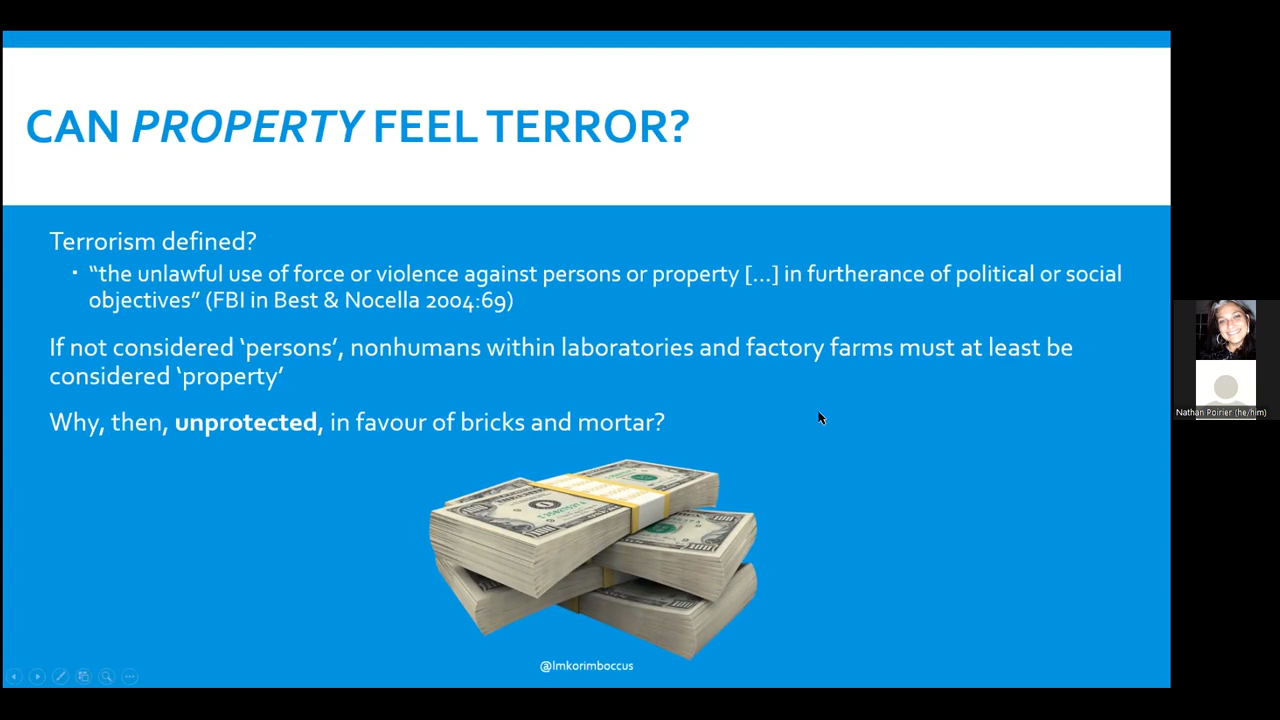 CAN PROPERTY FEEL TERROR?
Terrorism defined?
▪ “the unlawful use of force or violence against persons or property [...] in furtherance of political or social
objectives” (FBI in Best & Nocella 2004:69)
If not considered ‘persons’, nonhumans within laboratories and factory farms must at least be
considered ‘property’
Why, then, unprotected, in favour of bricks and mortar?
@lmkorimboccus
Nathan Poirier (he/him)